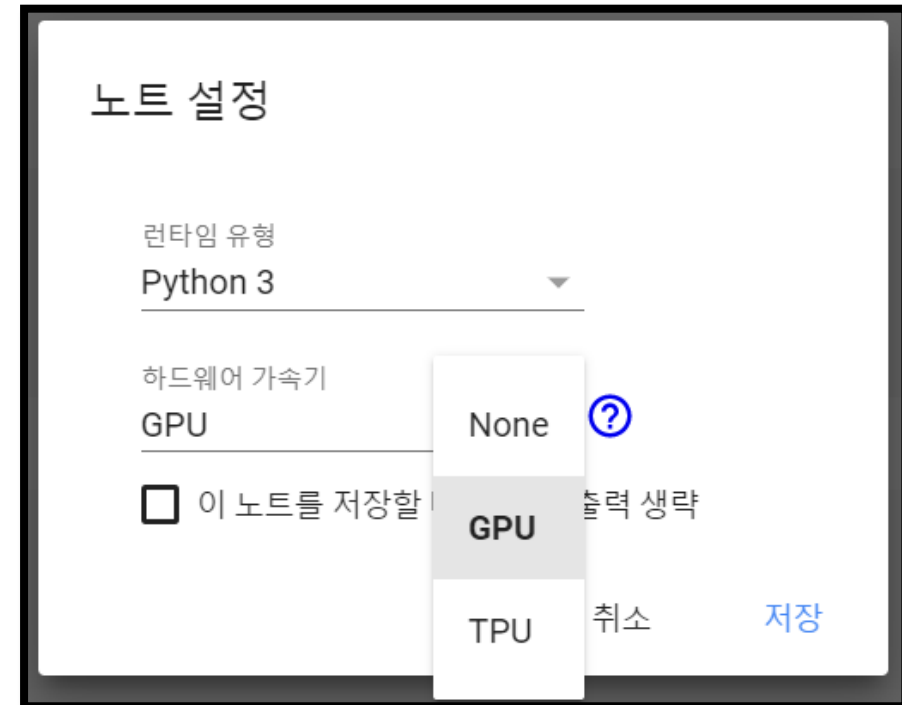 노트 설정
런타임 유형
Python 3
하드웨어 가속기
GPU
None
이 노트를 저장할 출력 생략
GPU
TPU
취소 저장